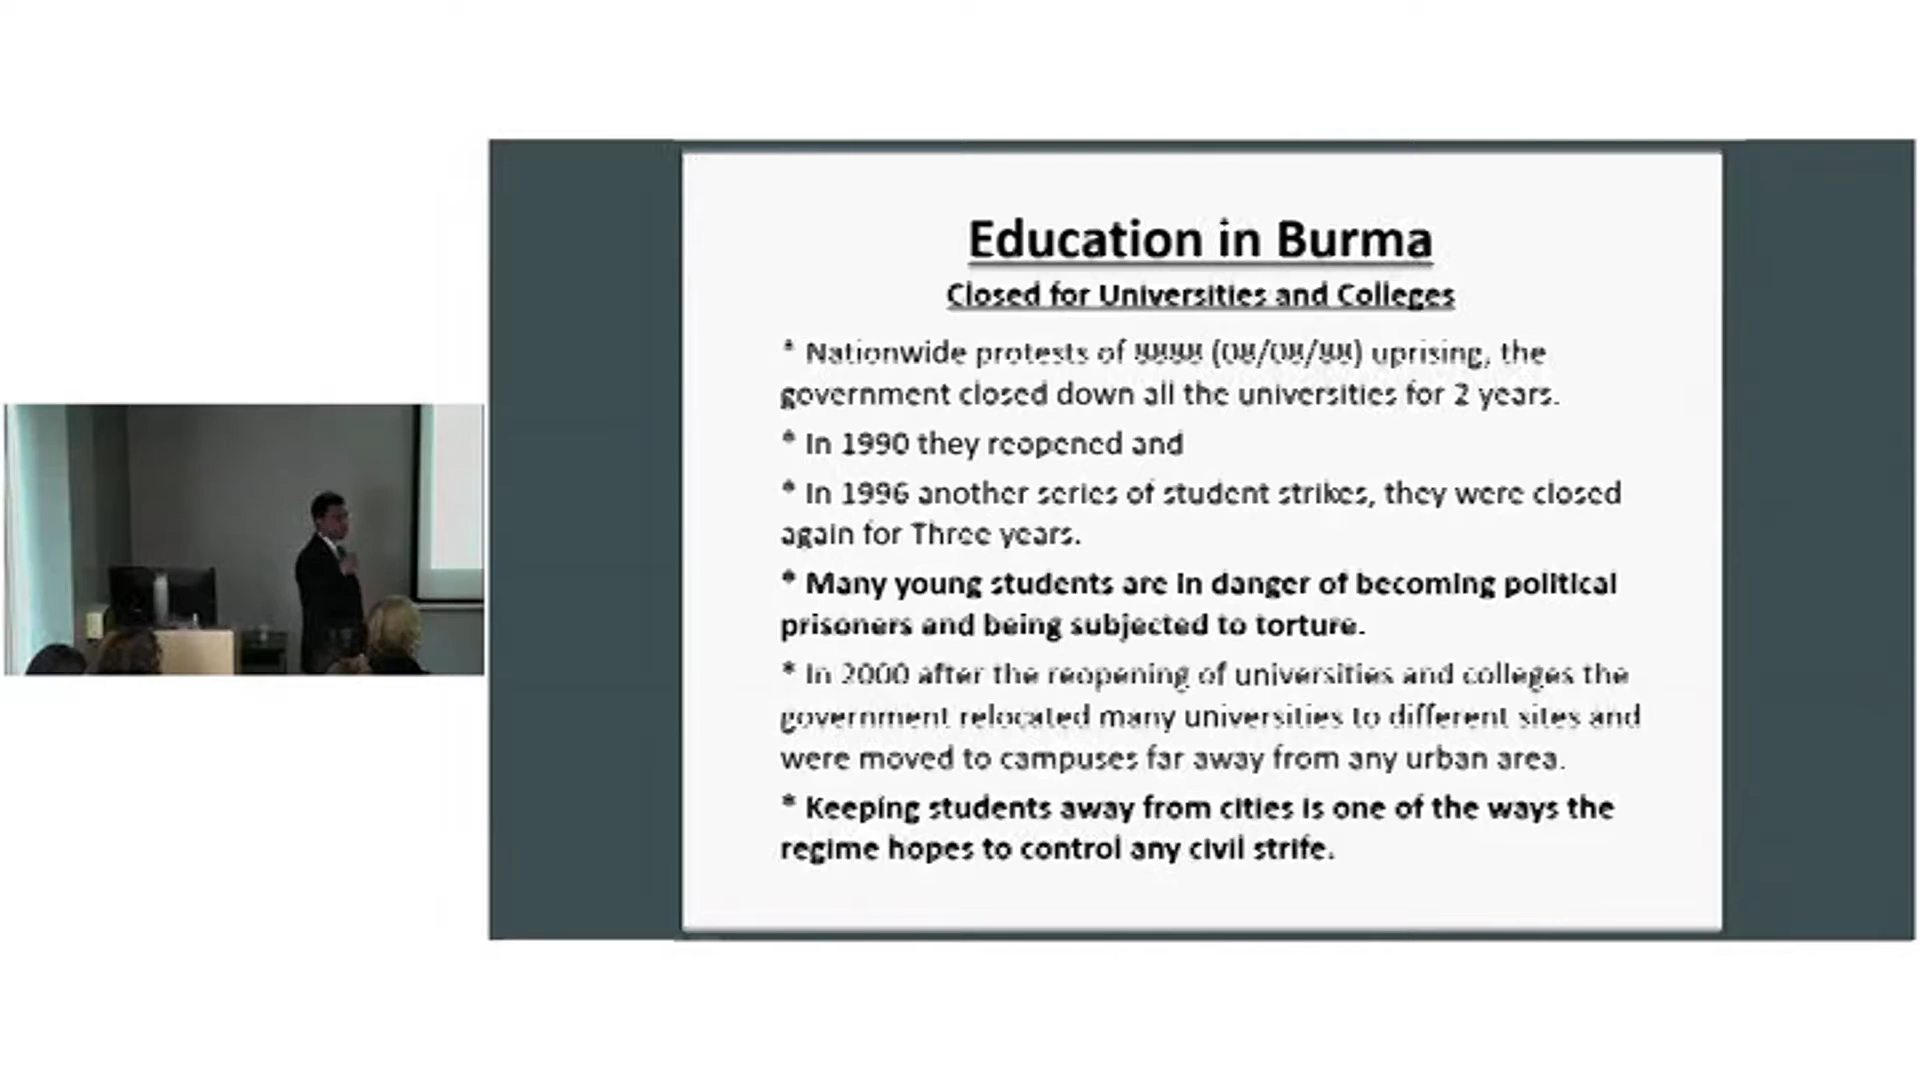 Education in Burma
Closed for Universities and Colleges
* Nationwide protests of 8888 (08/08/88) uprising, the
government closed down all the universities for 2 years.
* In 1990 they reopened and
* In 1996 another series of student strikes, they were closed
again for Three years.
* Many young students are in danger of becoming political
prisoners and being subjected to torture.
* In 2000 after the reopening of universities and colleges the
government relocated many universities to different sites and
were moved to campuses far away from any urban area.
* Keeping students away from cities is one of the ways the
regime hopes to control any civil strife.